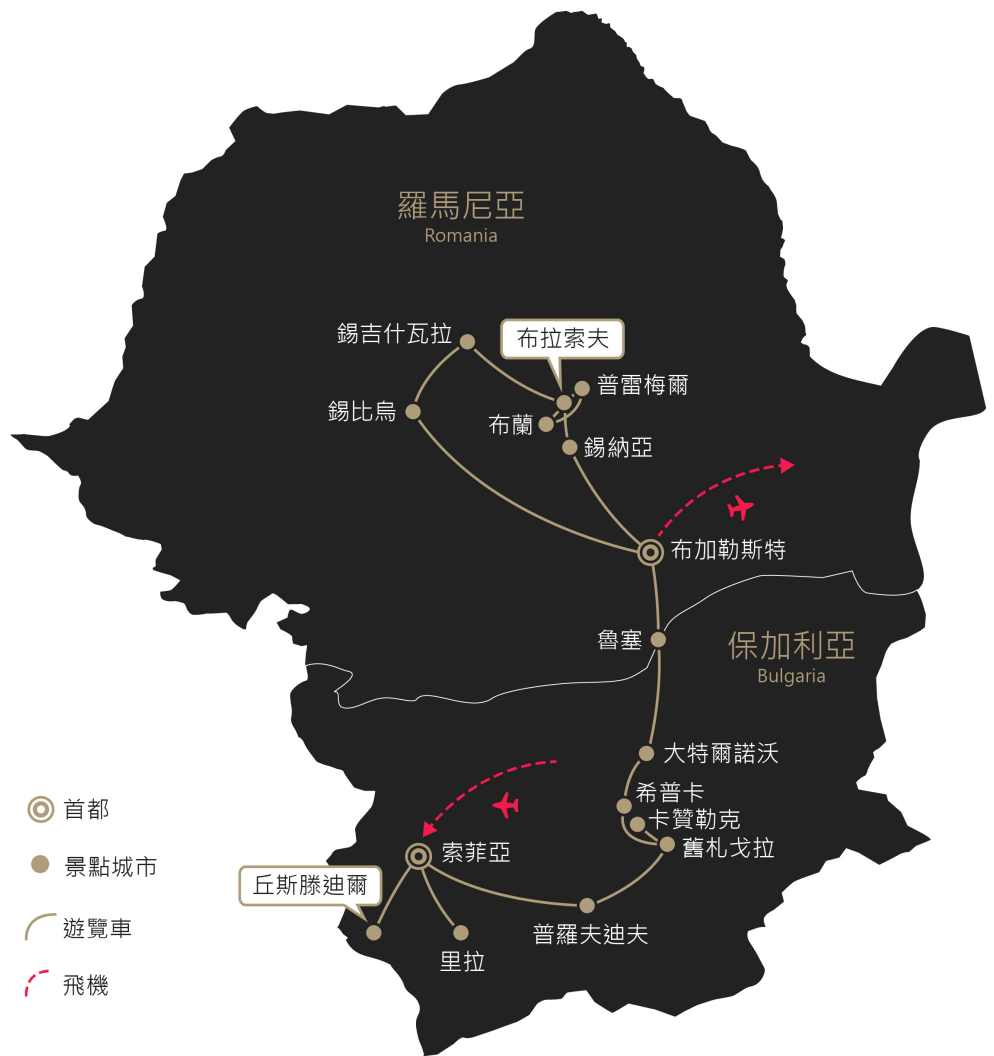 羅馬尼亞
Romania
錫吉什瓦拉
布拉索夫
普雷梅爾
錫比烏
布蘭
錫納亞
布加勒斯特
魯塞
保加利亞
Bulgaria
大特爾諾沃
希普卡
卡贊勒克
舊札戈拉
索菲亞
丘斯滕迪爾
普羅夫迪夫
里拉
首都
景點城市
遊覽車
飛機